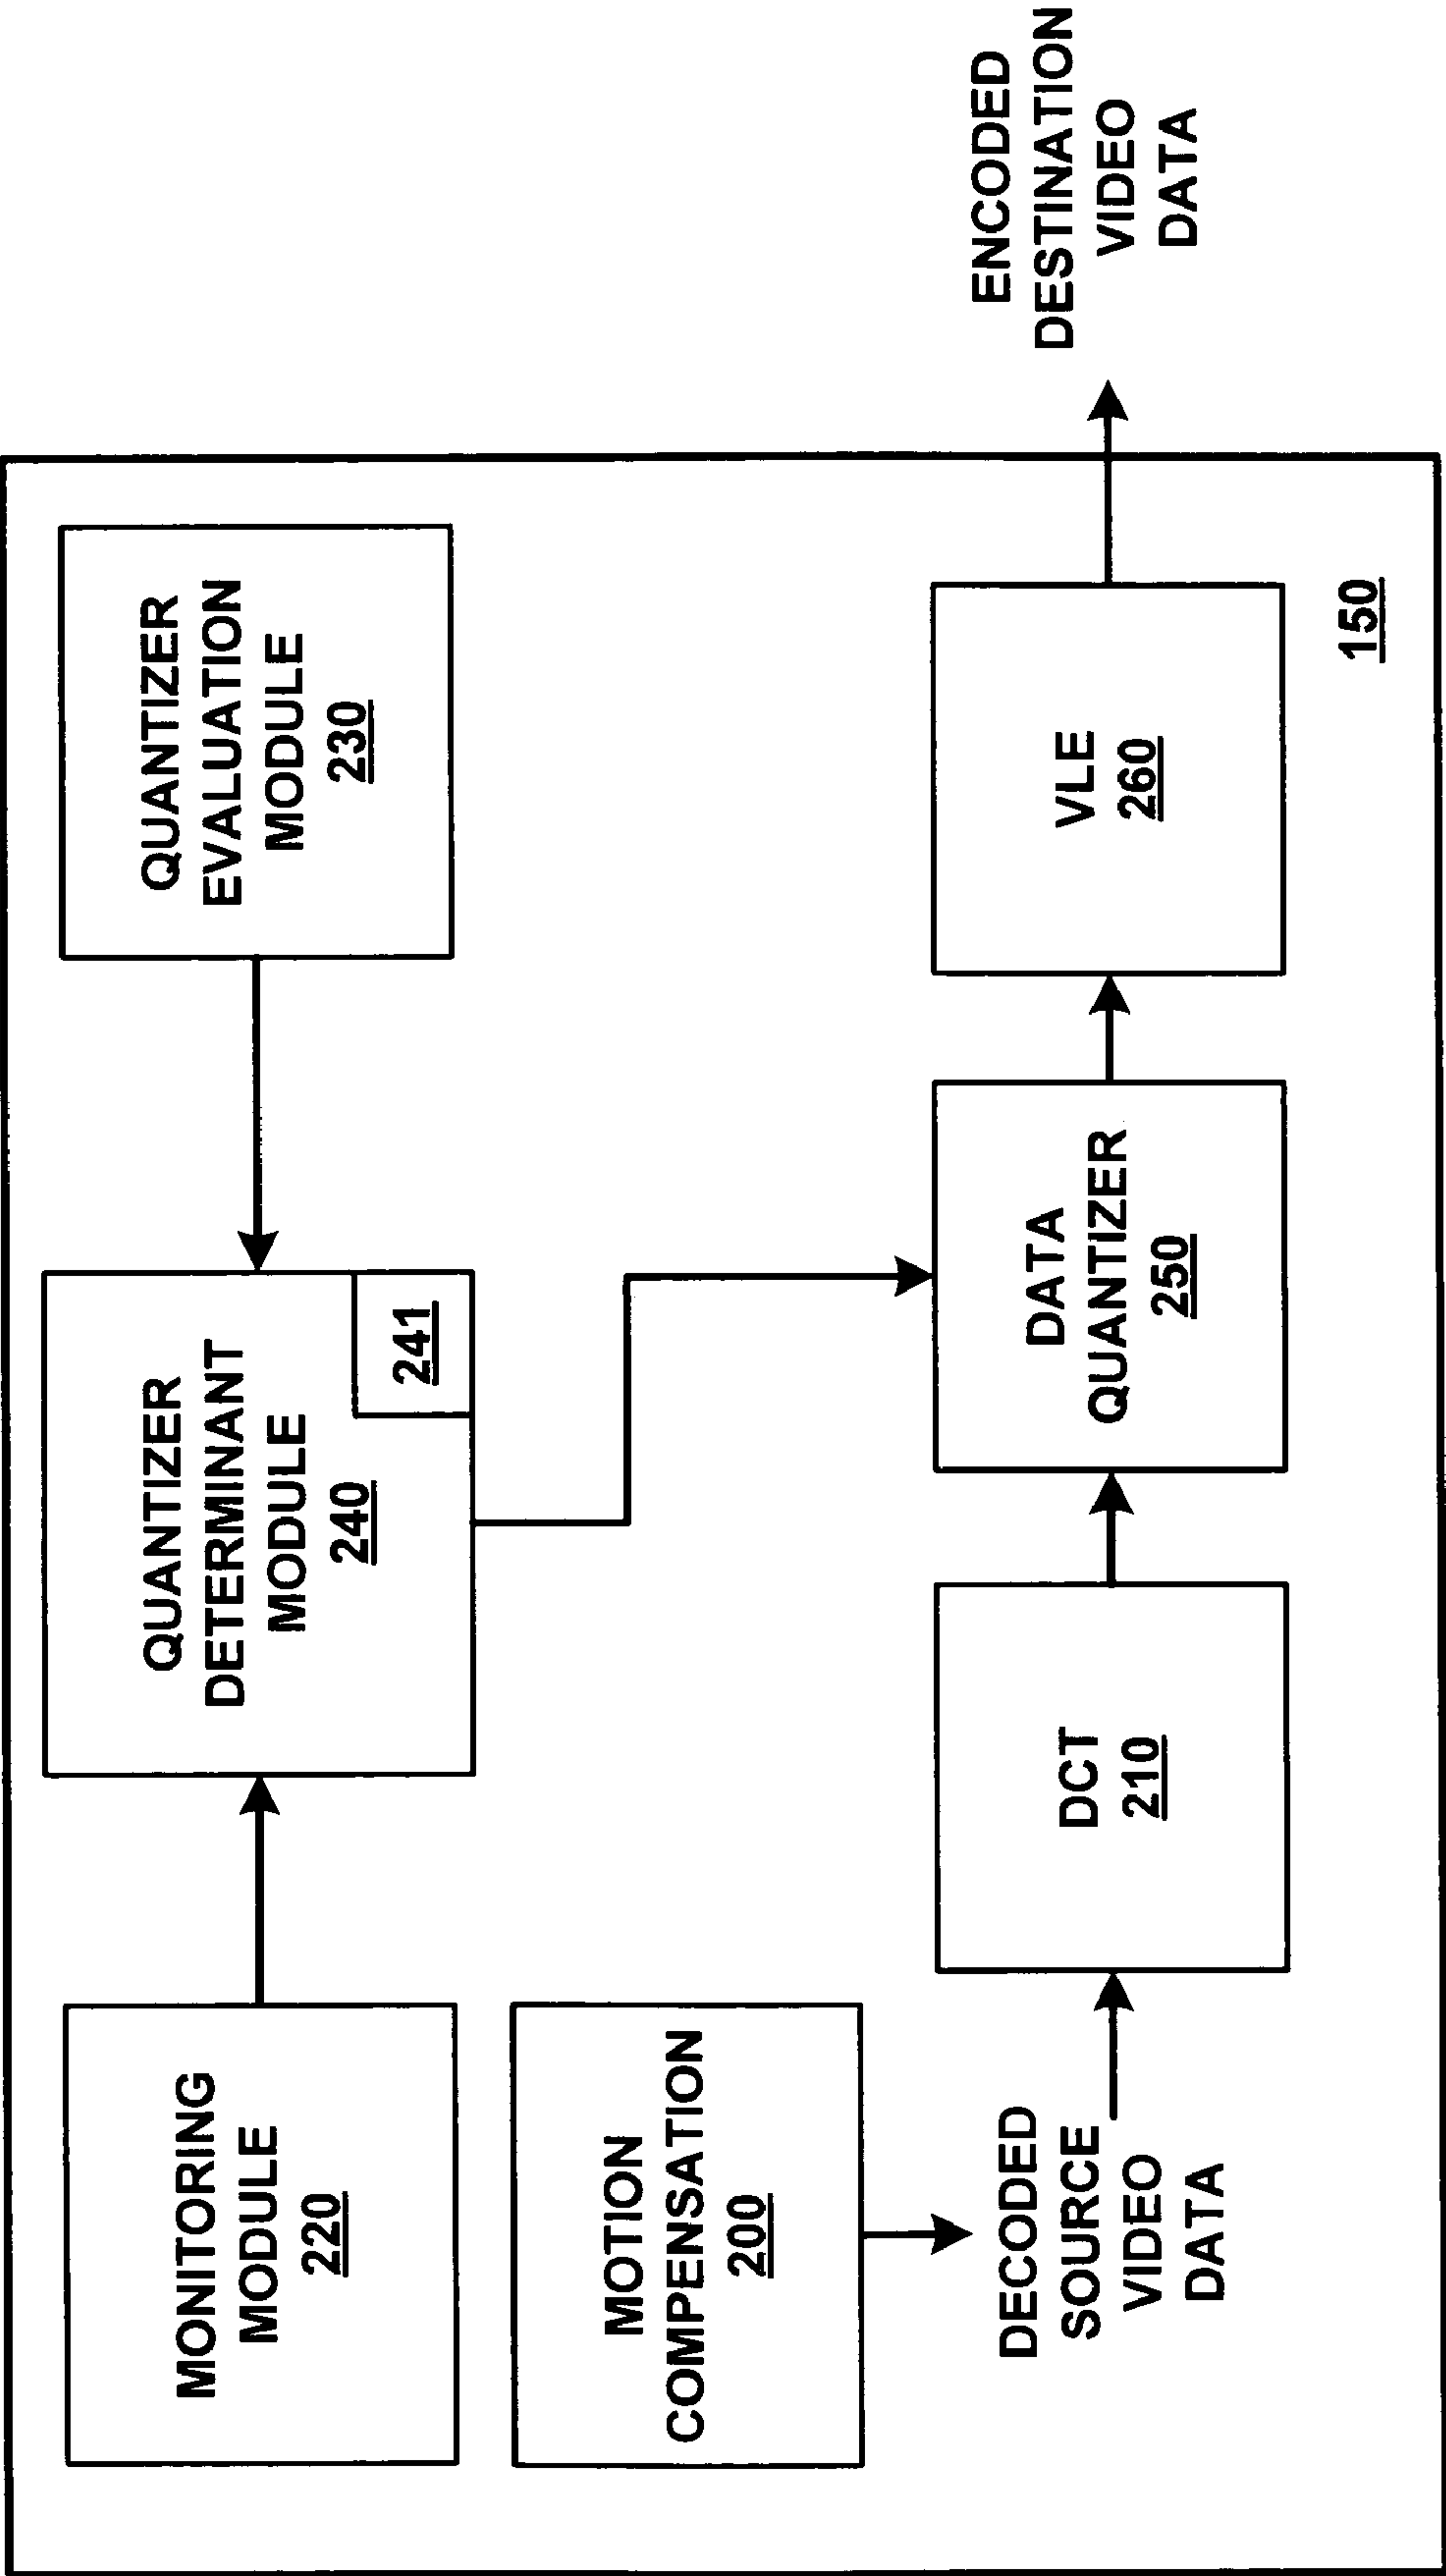 MONITORING
MODULE
220
QUANTIZER
DETERMINANT
MODULE
240
241
QUANTIZER
EVALUATION
MODULE
230
MOTION
COMPENSATION
200
DECODED
SOURCE
VIDEO
DATA
DCT
210
DATA
QUANTIZER
250
VLE
260
150
ENCODED
DESTINATION
VIDEO
DATA